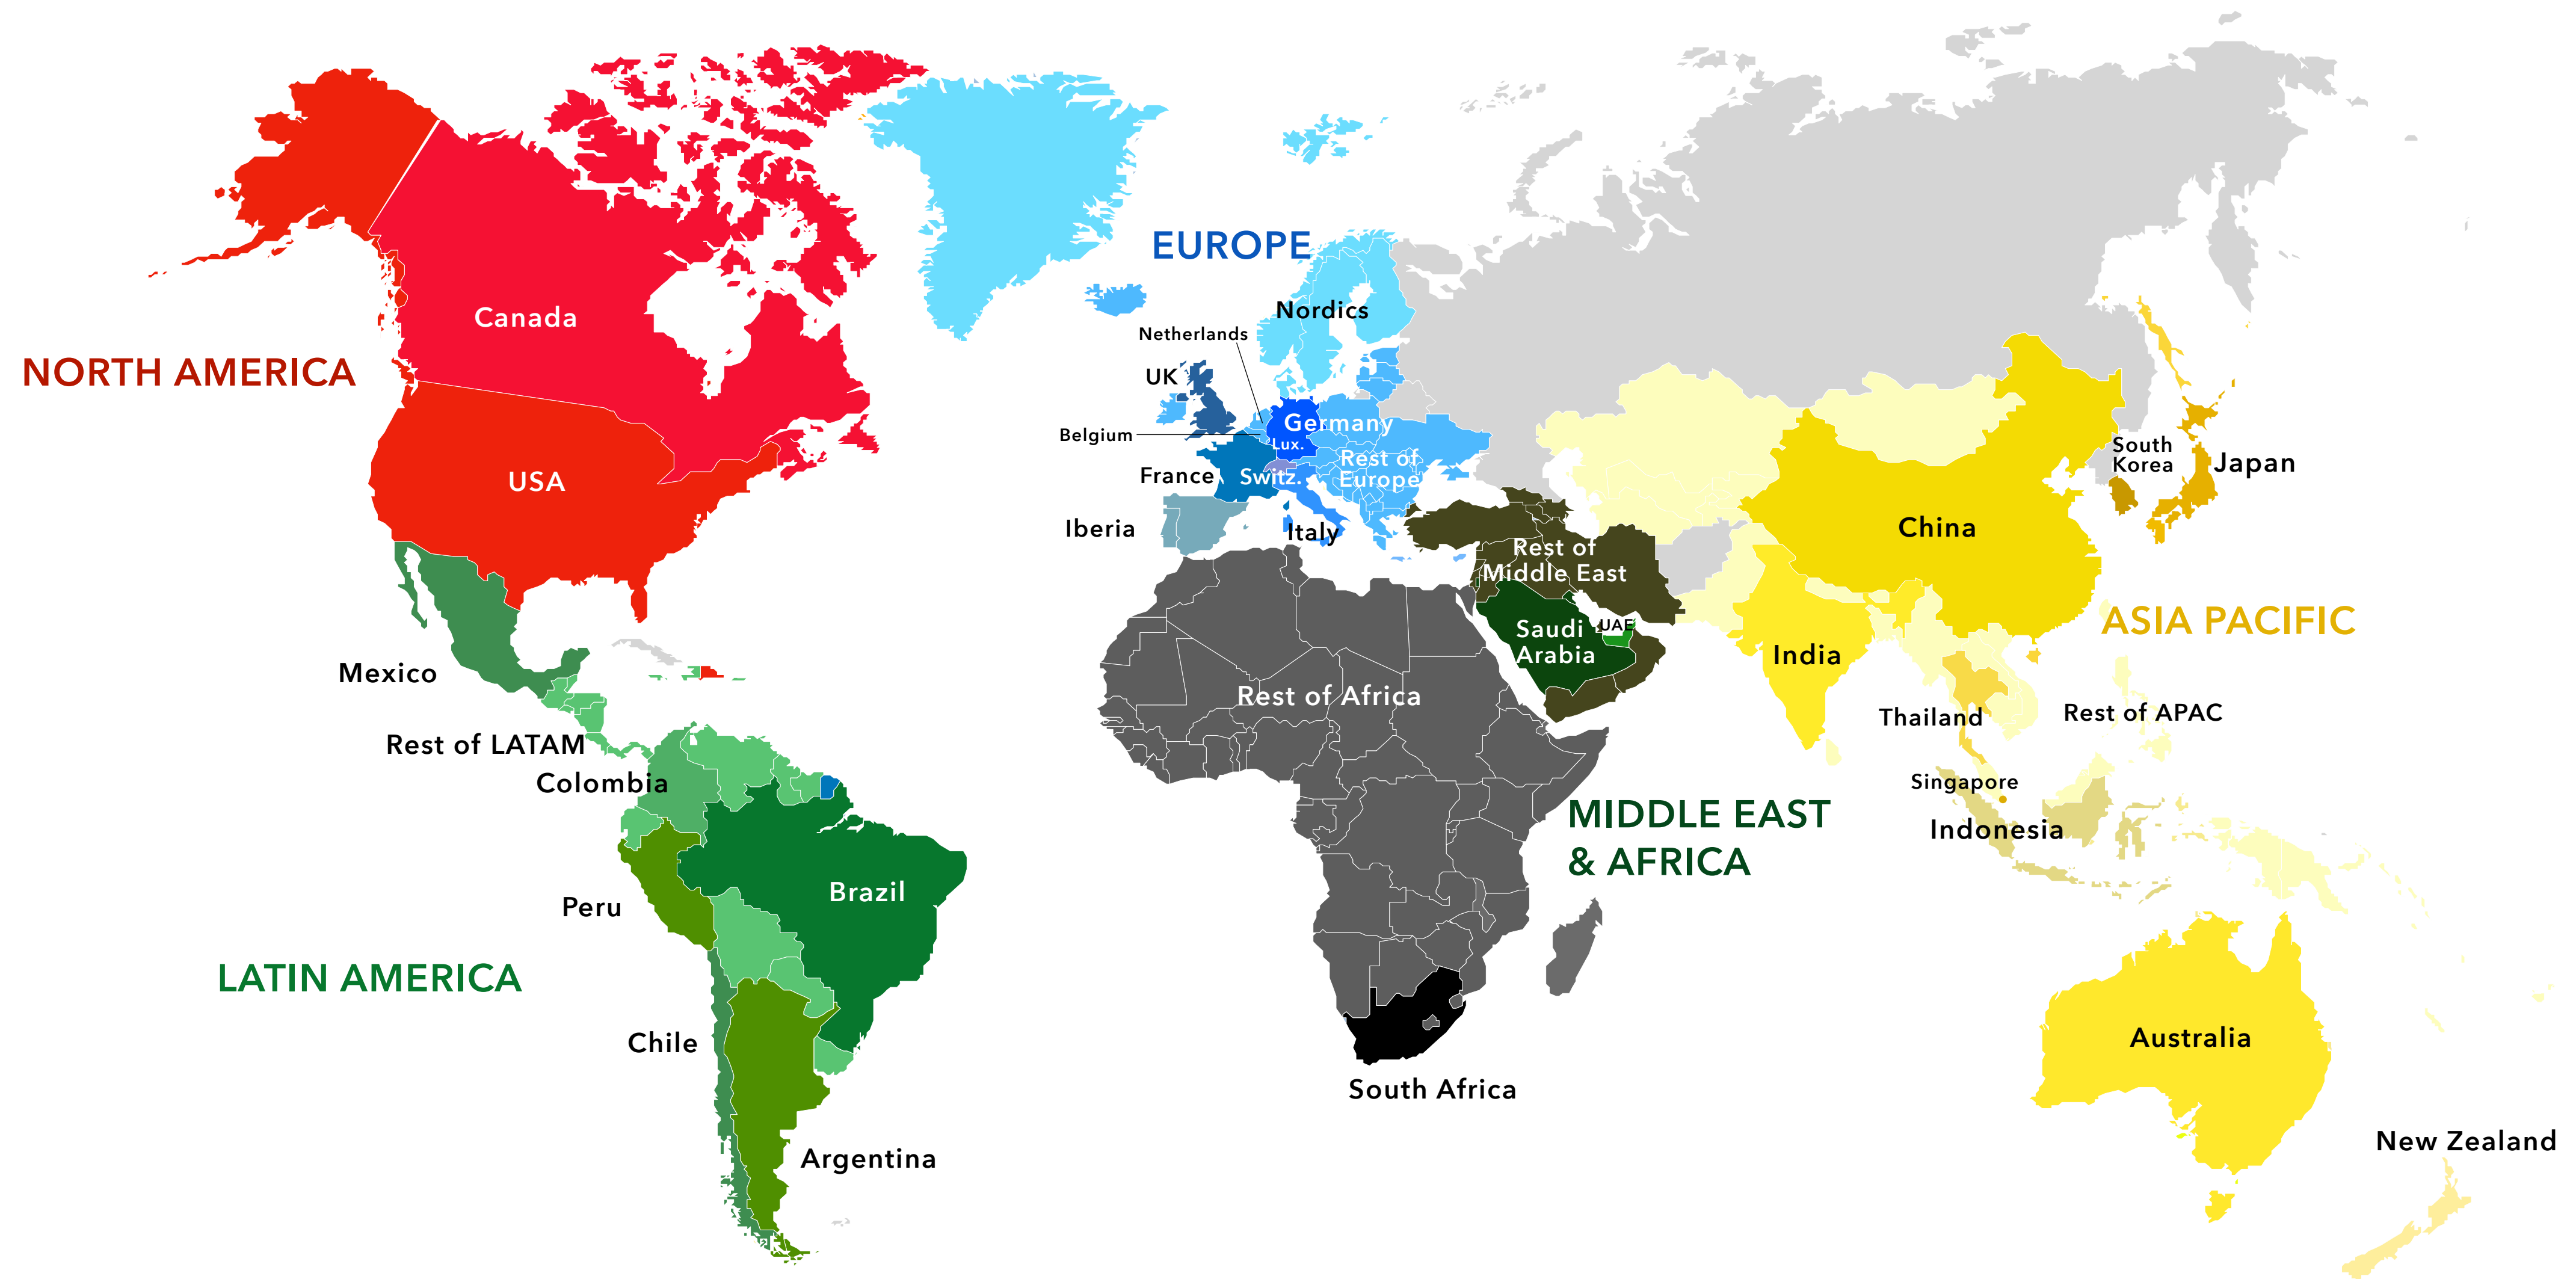 EUROPE
Nordics
Netherlands
Canada
UK
NORTH AMERICA
Germany
Belgium
Lux.
South
Korea
Japan
Rest of
Europe
France
Switz.
USA
Iberia
Italy
China
Rest of
Middle East
ASIA PACIFIC
UAE
Saudi
Arabia
India
Mexico
Rest of Africa
Thailand
Rest of APAC
Rest of LATAM
Colombia
Singapore
MIDDLE EAST
& AFRICA
Indonesia
Brazil
Peru
LATIN AMERICA
Chile
Australia
South Africa
New Zealand
Argentina